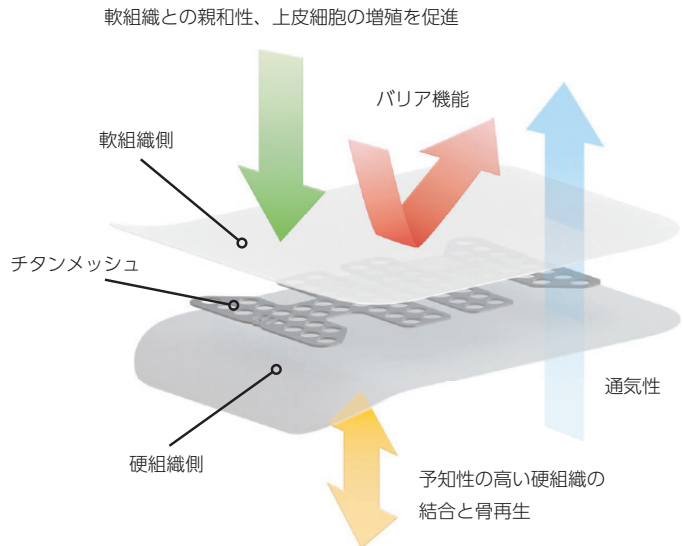 軟組織との親和性、上皮細胞の増殖を促進
バリア機能
軟組織側
チタンメッシュ
通気性
硬組織側
予知性の高い硬組織の
結合と骨再生